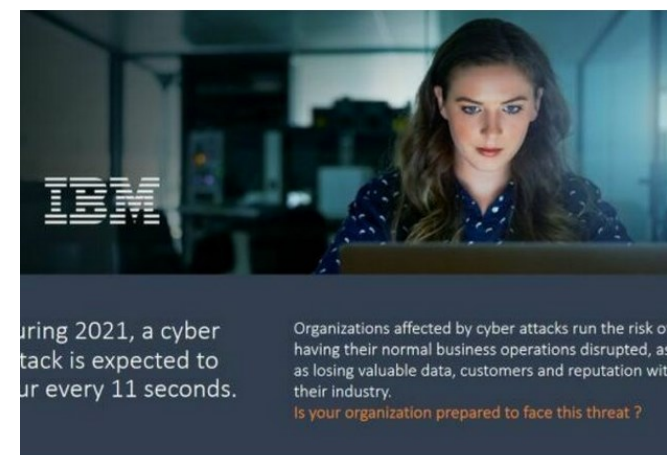 IBM
uring 2021, a cyber
tack is expected to
ur every 11 seconds.
Organizations affected by cyber attacks run the risk of
having their normal business operations disrupted, as
as losing valuable data, customers and reputation wit
their industry.
Is your organization prepared to face this threat ?